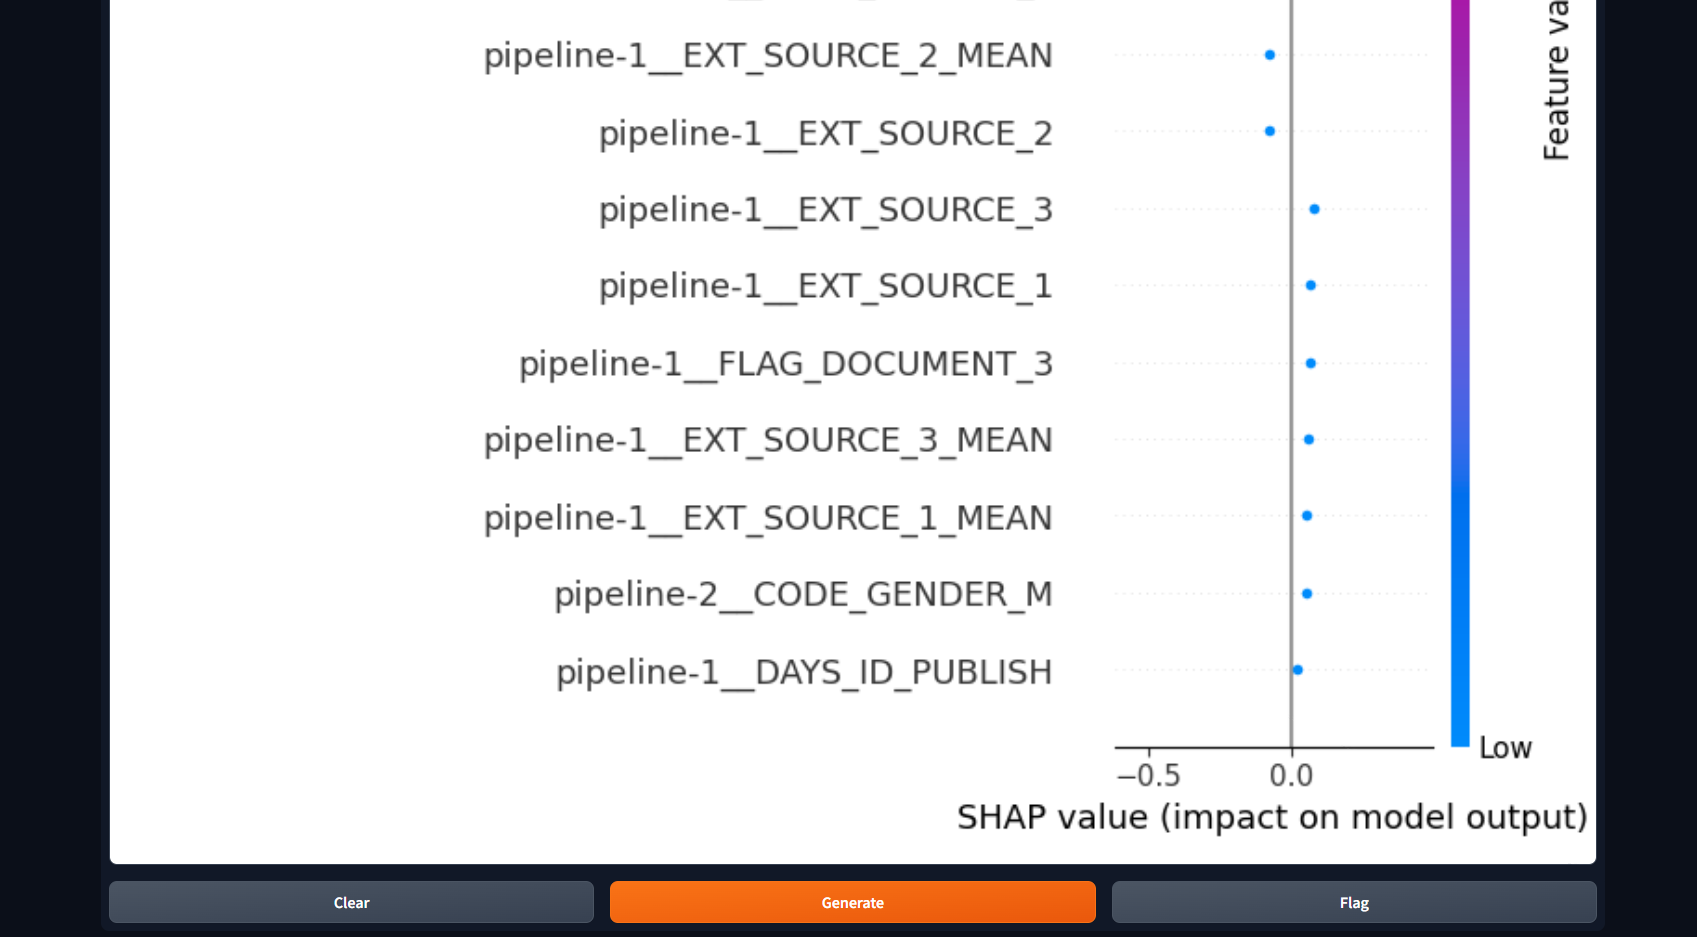 pipeline-1__EXT_SOURCE_2_MEAN
pipeline-1__EXT_SOURCE_2
pipeline-1__EXT_SOURCE_3
pipeline-1__EXT_SOURCE_1
pipeline-1__FLAG_DOCUMENT_3
pipeline-1__EXT_SOURCE_3_MEAN
pipeline-1__EXT_SOURCE_1_MEAN
pipeline-2__CODE_GENDER_M
pipeline-1__DAYS_ID_PUBLISH
Feature va
Low
−0.5 0.0
SHAP value (impact on model output)
Clear Generate Flag